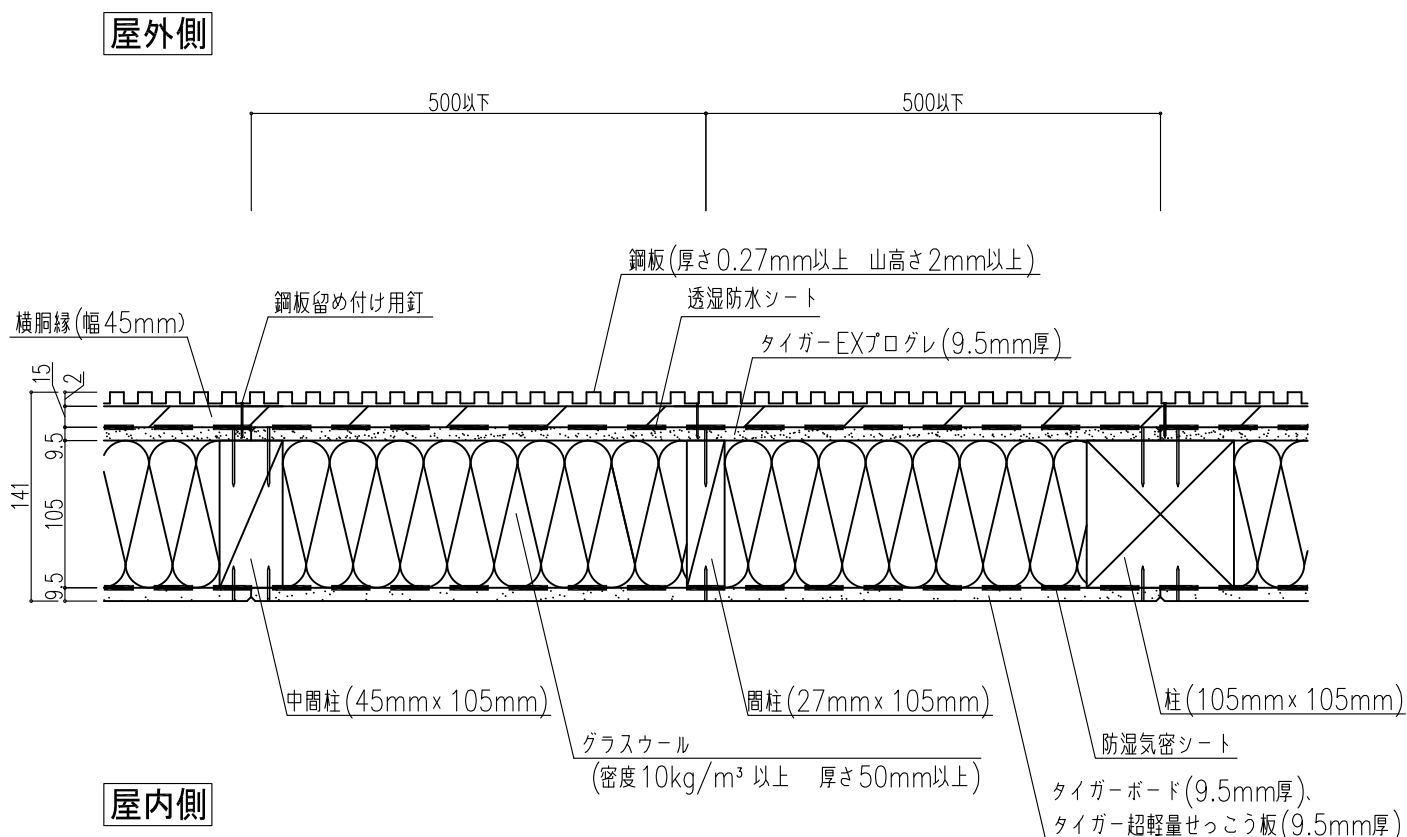 屋外側
500以下
500以下
鋼板(厚さ0.27mm以上　山高さ2mm以上)
鋼板留め付け用釘
透湿防水シート
横胴縁(幅45mm)
タイガーEXプログレ(9.5mm厚)
15
2
9.5
141
105
9.5
中間柱(45mm×105mm)
間柱(27mm×105mm)
柱(105mm×105mm)
グラスウール
(密度10kg/m³以上　厚さ50mm以上)
防湿気密シート
タイガーボード(9.5mm厚)、
タイガー超軽量せっこう板(9.5mm厚)
屋内側